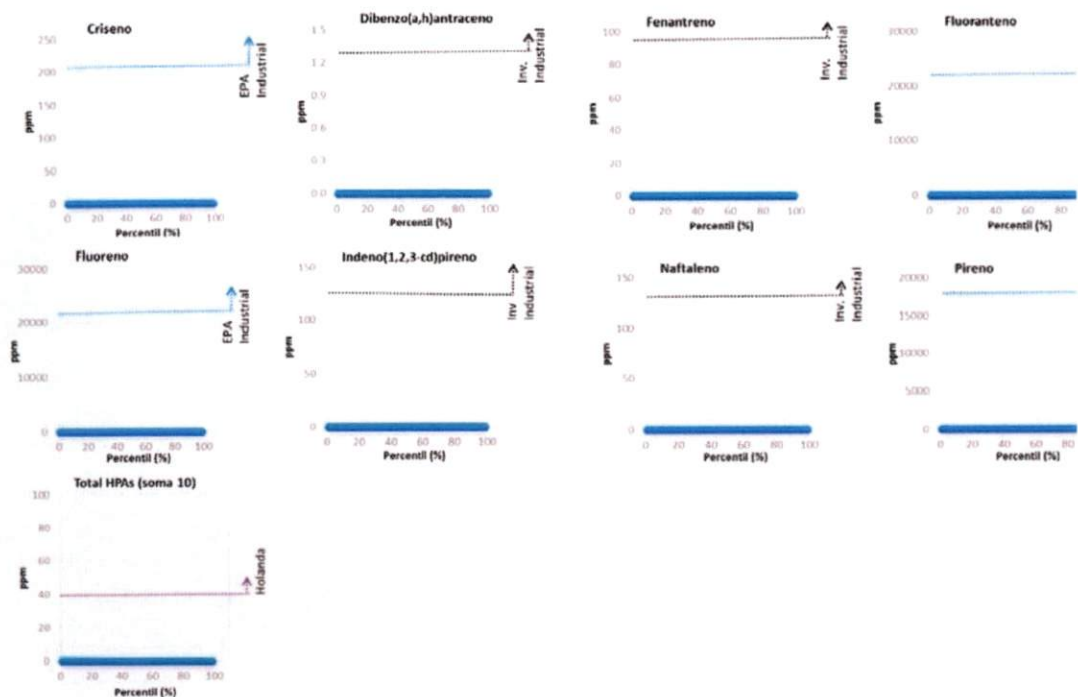 Criseno
250
200
150
100
50
0
ppm
0 20 40 60 80 100
Percentil (%)
EPA
Industrial
Dibenzo(a,h)antraceno
1.5
1.2
0.9
0.6
0.3
0.0
ppm
0 20 40 60 80 100
Percentil (%)
Inv.
Industrial
Fenantreno
100
80
60
40
20
0
ppm
0 20 40 60 80 100
Percentil (%)
Inv.
Industrial
Fluoranteno
30000
20000
10000
0
ppm
0 20 40 60 80
Percentil (%)
Fluoreno
30000
20000
10000
0
ppm
0 20 40 60 80 100
Percentil (%)
EPA
Industrial
Indeno(1,2,3-cd)pireno
150
100
50
0
ppm
0 20 40 60 80 100
Percentil (%)
Inv
Industrial
Naftaleno
150
100
50
0
ppm
0 20 40 60 80 100
Percentil (%)
Inv.
Industrial
Pireno
20000
15000
10000
5000
0
ppm
0 20 40 60 80
Percentil (%)
Total HPAs (soma 10)
100
80
60
40
20
0
ppm
0 20 40 60 80 100
Percentil (%)
Holanda